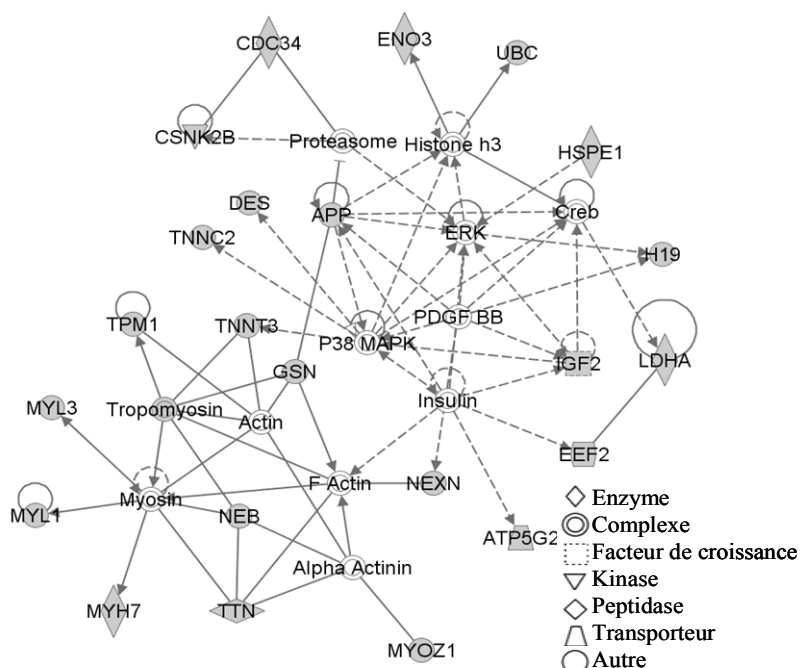 CDC34
ENO3
UBC
CSNK2B
Proteasome
Histone h3
HSPE1
DES
APP
Creb
TNNC2
ERK
H19
TPM1
TNNT3
P38 MAPK
PDGF BB
IGF2
LDHA
GSN
MYL3
Tropomyosin
Actin
Insulin
EEF2
Myosin
F Actin
NEXN
MYL1
NEB
ATP5G2
Alpha Actinin
MYH7
TTN
MYOZ1
Enzyme
Complexe
Facteur de croissance
Kinase
Peptidase
Transporteur
Autre